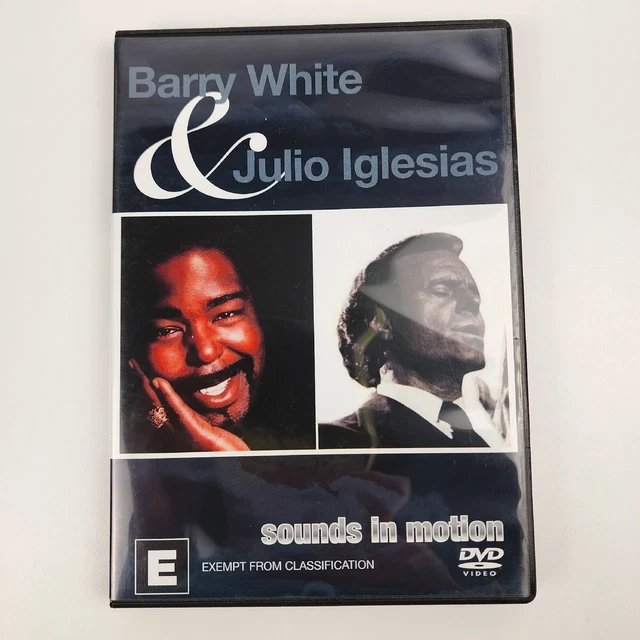 Barry White
&
Julio Iglesias
sounds in motion
E
EXEMPT FROM CLASSIFICATION
DVD
VIDEO